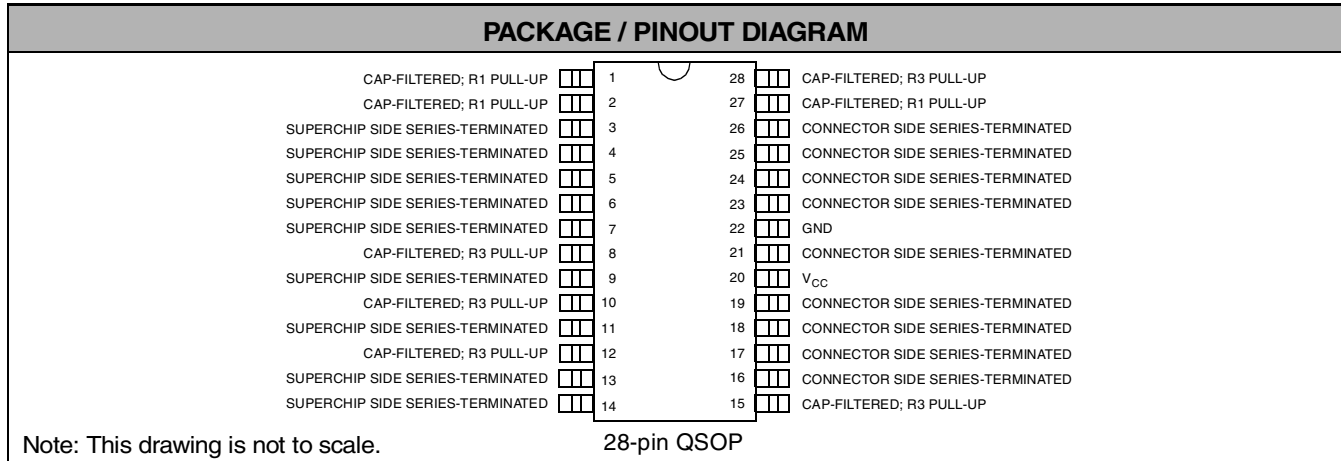 PACKAGE / PINOUT DIAGRAM
CAP-FILTERED; R1 PULL-UP 1 28 CAP-FILTERED; R3 PULL-UP
CAP-FILTERED; R1 PULL-UP 2 27 CAP-FILTERED; R1 PULL-UP
SUPERCHIP SIDE SERIES-TERMINATED 3 26 CONNECTOR SIDE SERIES-TERMINATED
SUPERCHIP SIDE SERIES-TERMINATED 4 25 CONNECTOR SIDE SERIES-TERMINATED
SUPERCHIP SIDE SERIES-TERMINATED 5 24 CONNECTOR SIDE SERIES-TERMINATED
SUPERCHIP SIDE SERIES-TERMINATED 6 23 CONNECTOR SIDE SERIES-TERMINATED
SUPERCHIP SIDE SERIES-TERMINATED 7 22 GND
CAP-FILTERED; R3 PULL-UP 8 21 CONNECTOR SIDE SERIES-TERMINATED
SUPERCHIP SIDE SERIES-TERMINATED 9 20 VCC
CAP-FILTERED; R3 PULL-UP 10 19 CONNECTOR SIDE SERIES-TERMINATED
SUPERCHIP SIDE SERIES-TERMINATED 11 18 CONNECTOR SIDE SERIES-TERMINATED
CAP-FILTERED; R3 PULL-UP 12 17 CONNECTOR SIDE SERIES-TERMINATED
SUPERCHIP SIDE SERIES-TERMINATED 13 16 CONNECTOR SIDE SERIES-TERMINATED
SUPERCHIP SIDE SERIES-TERMINATED 14 15 CAP-FILTERED; R3 PULL-UP
Note: This drawing is not to scale. 28-pin QSOP